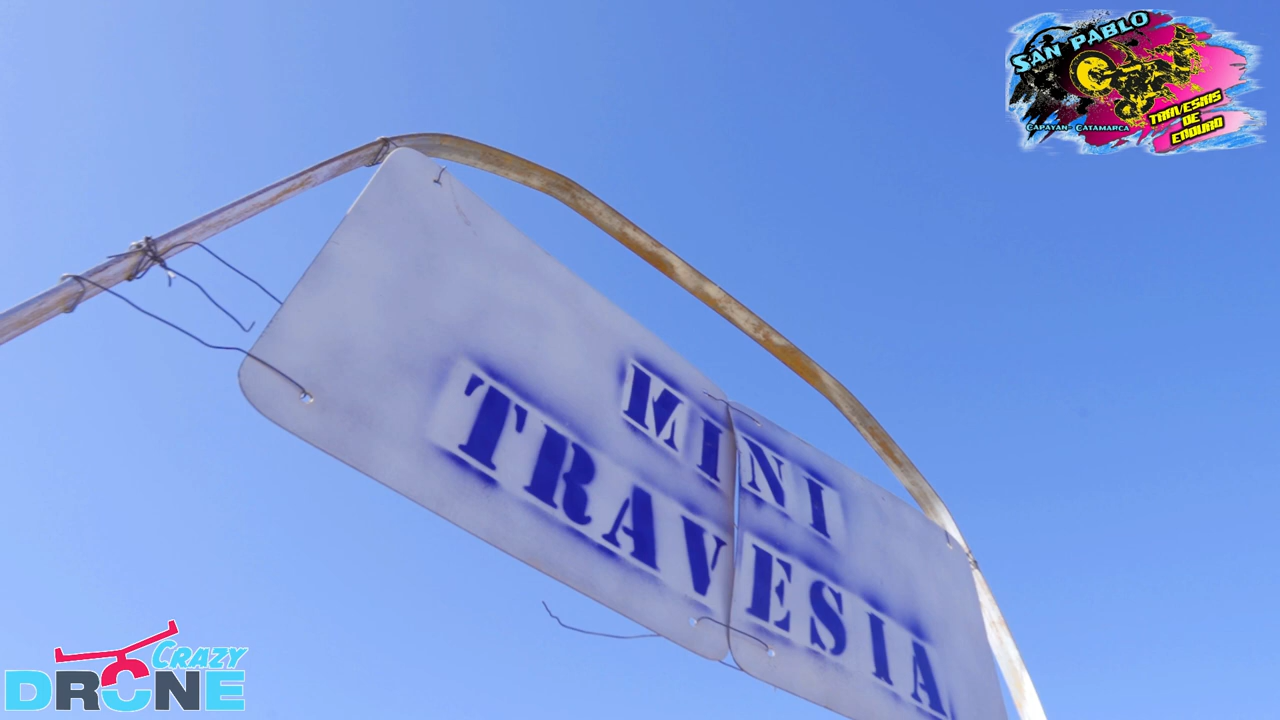 SAN PABLO
CAPAYAN- CATAMARCA
TRAVESIAS
DE
ENDURO
MINI
TRAVESIA
CRAZY
DRONE